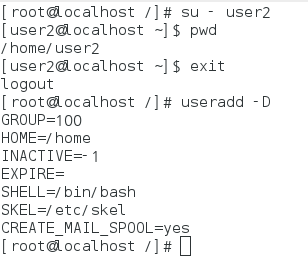 [root@localhost /]# su - user2
[user2@localhost ~]$ pwd
/home/user2
[user2@localhost ~]$ exit
logout
[root@localhost /]# useradd -D
GROUP=100
HOME=/home
INACTIVE=-1
EXPIRE=
SHELL=/bin/bash
SKEL=/etc/skel
CREATE_MAIL_SPOOL=yes
[root@localhost /]#